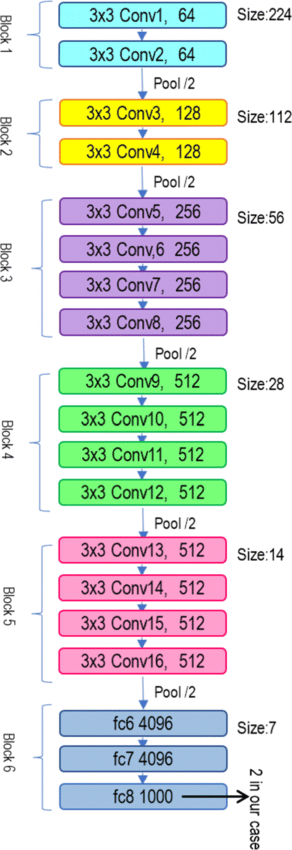 Block 1
3x3 Conv1, 64
Size:224
3x3 Conv2, 64
Pool /2
Block 2
3x3 Conv3, 128
Size:112
3x3 Conv4, 128
Pool /2
Block 3
3x3 Conv5, 256
Size:56
3x3 Conv,6 256
3x3 Conv7, 256
3x3 Conv8, 256
Pool /2
Block 4
3x3 Conv9, 512
Size:28
3x3 Conv10, 512
3x3 Conv11, 512
3x3 Conv12, 512
Pool /2
Block 5
3x3 Conv13, 512
Size:14
3x3 Conv14, 512
3x3 Conv15, 512
3x3 Conv16, 512
Pool /2
Block 6
fc6 4096
Size:7
fc7 4096
fc8 1000
2 in our case